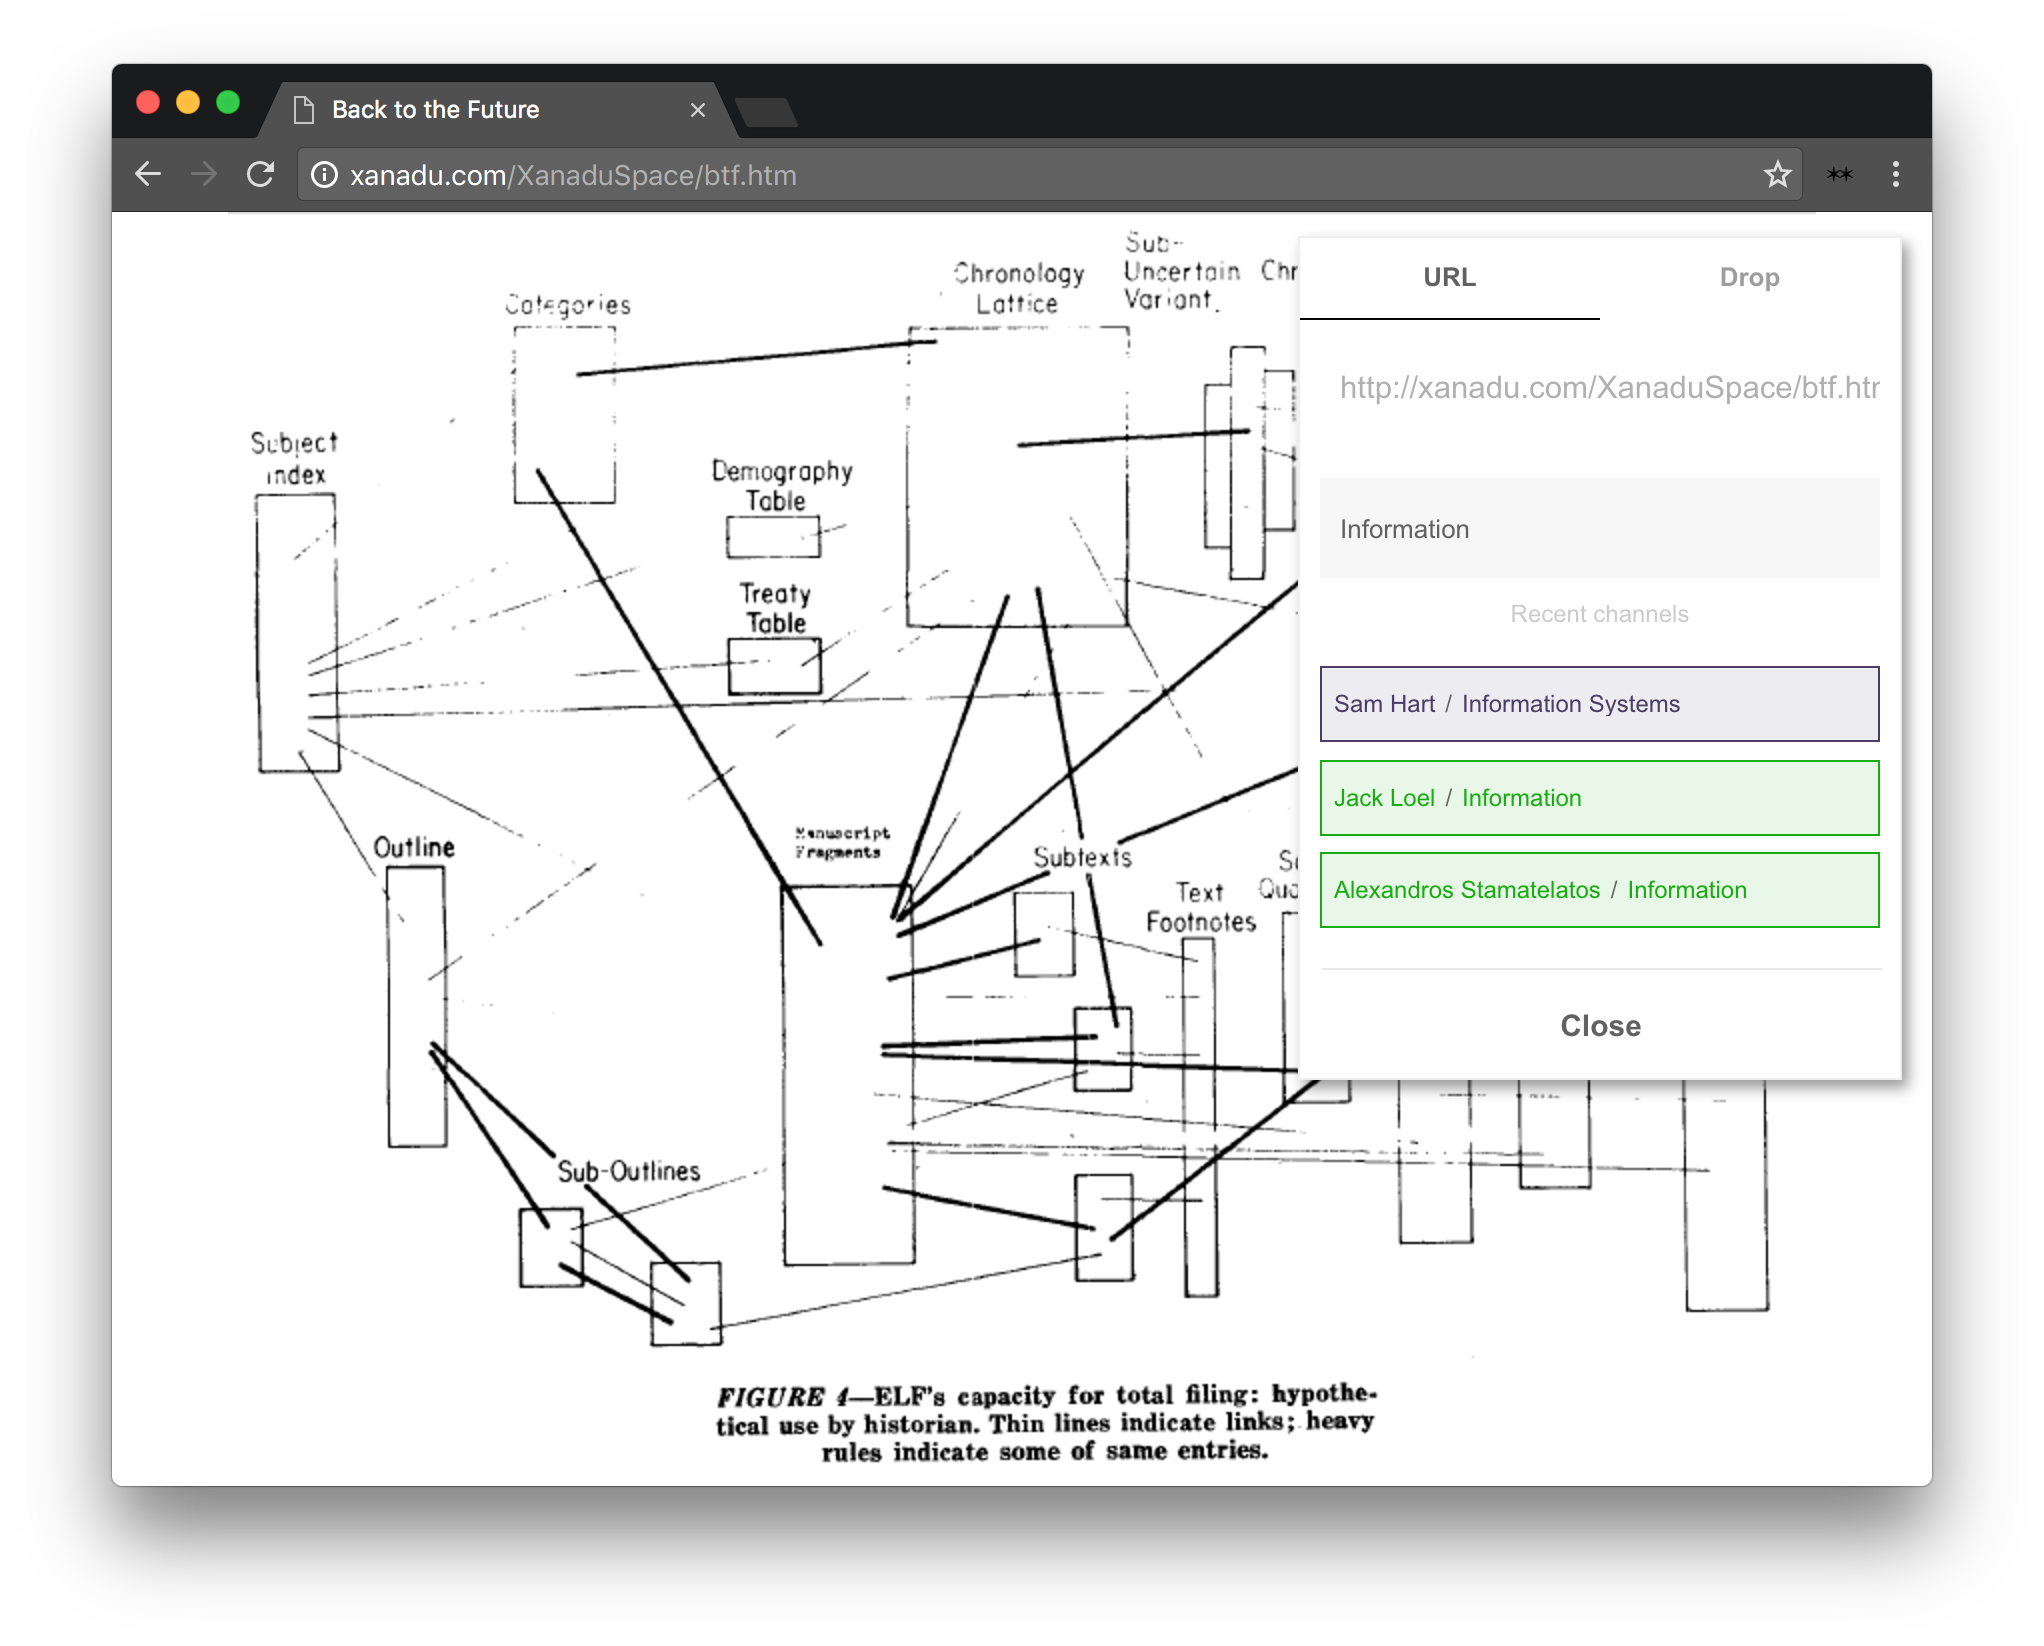 Back to the Future
xanadu.com/XanaduSpace/btf.htm
Categories
Chronology
Lattice
Sub-
Uncertain
Variant.
Chr
Subject
Index
Demography
Table
Treaty
Table
Outline
Manuscript
Fragments
Subtexts
Text
Footnotes
Quo
Sub-Outlines
FIGURE 4—ELF's capacity for total filing: hypothe-
tical use by historian. Thin lines indicate links; heavy
rules indicate some of same entries.
URL
Drop
http://xanadu.com/XanaduSpace/btf.htr
Information
Recent channels
Sam Hart / Information Systems
Jack Loel / Information
Alexandros Stamatelatos / Information
Close